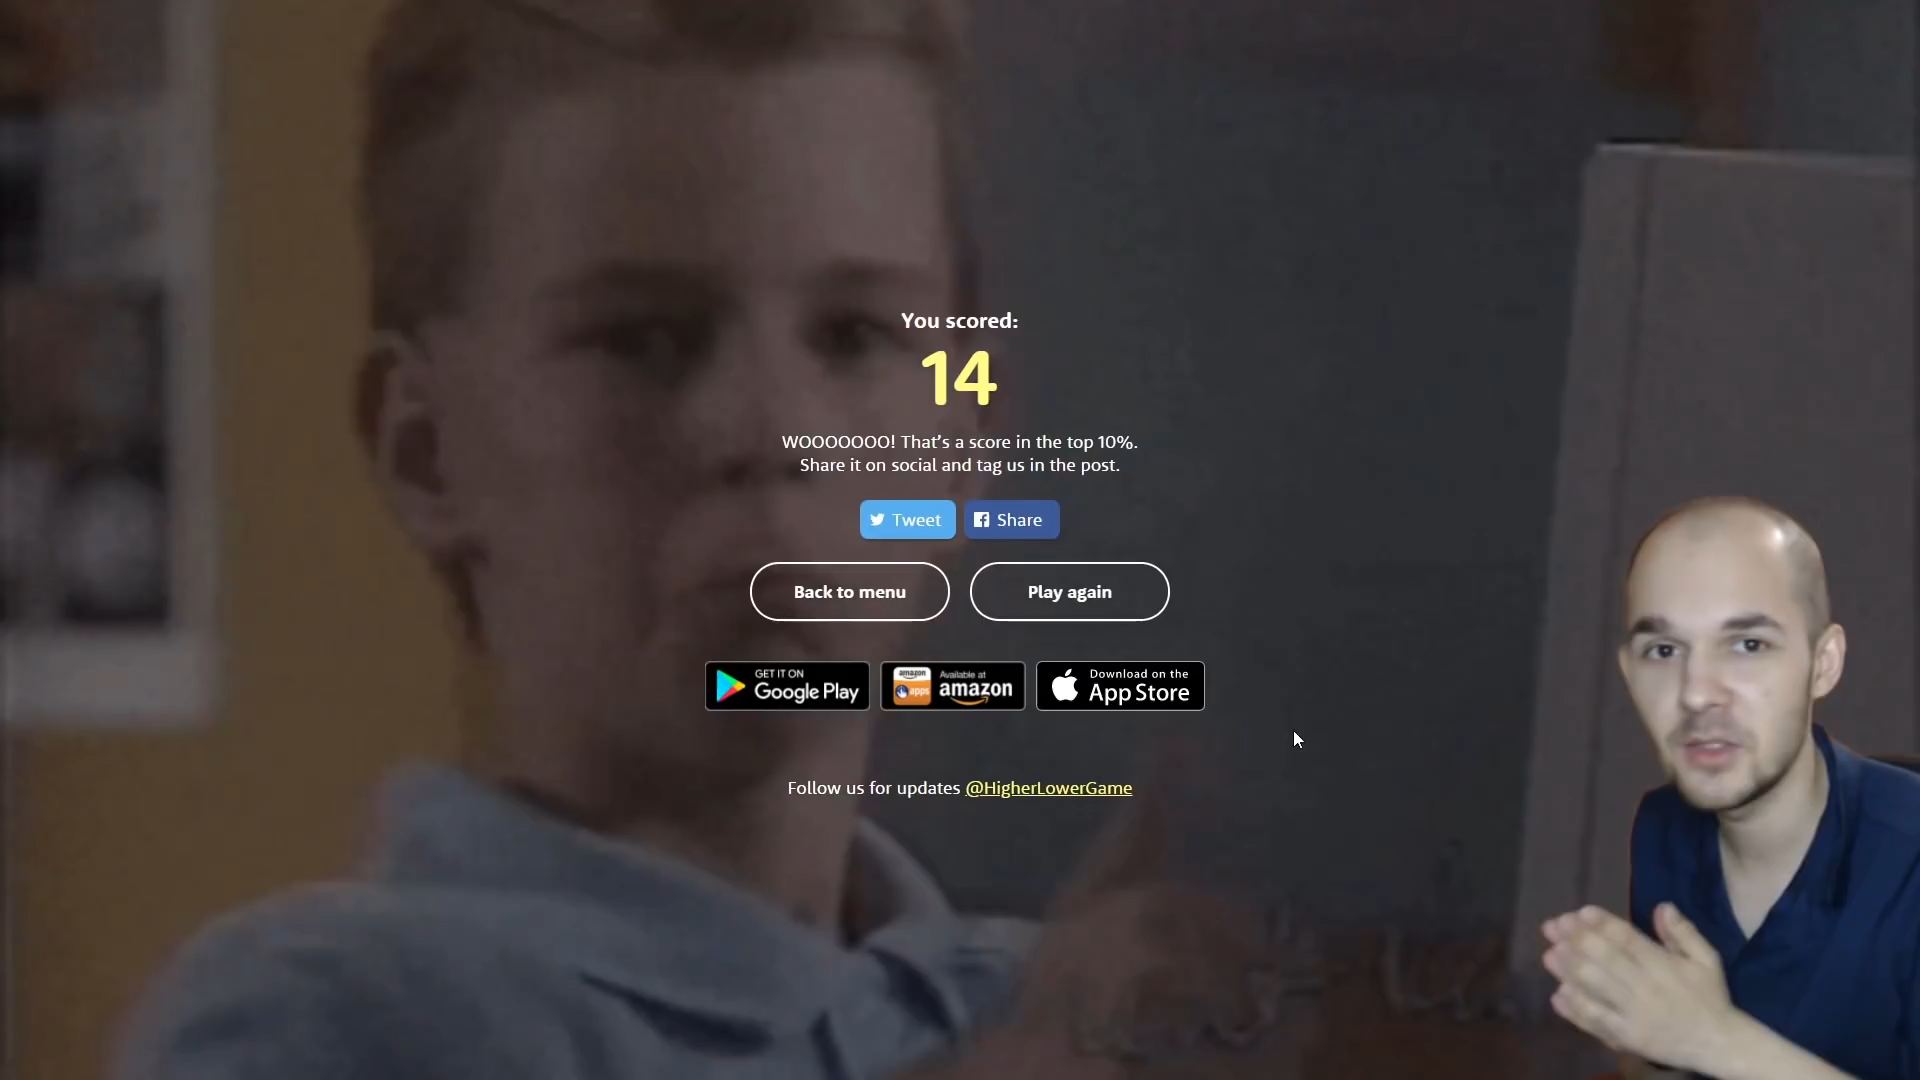 You scored:
14
WOOOOOOO! That's a score in the top 10%.
Share it on social and tag us in the post.
Tweet
Share
Back to menu
Play again
GET IT ON
Google Play
amazon
apps
Available at
amazon
Download on the
App Store
Follow us for updates @HigherLowerGame